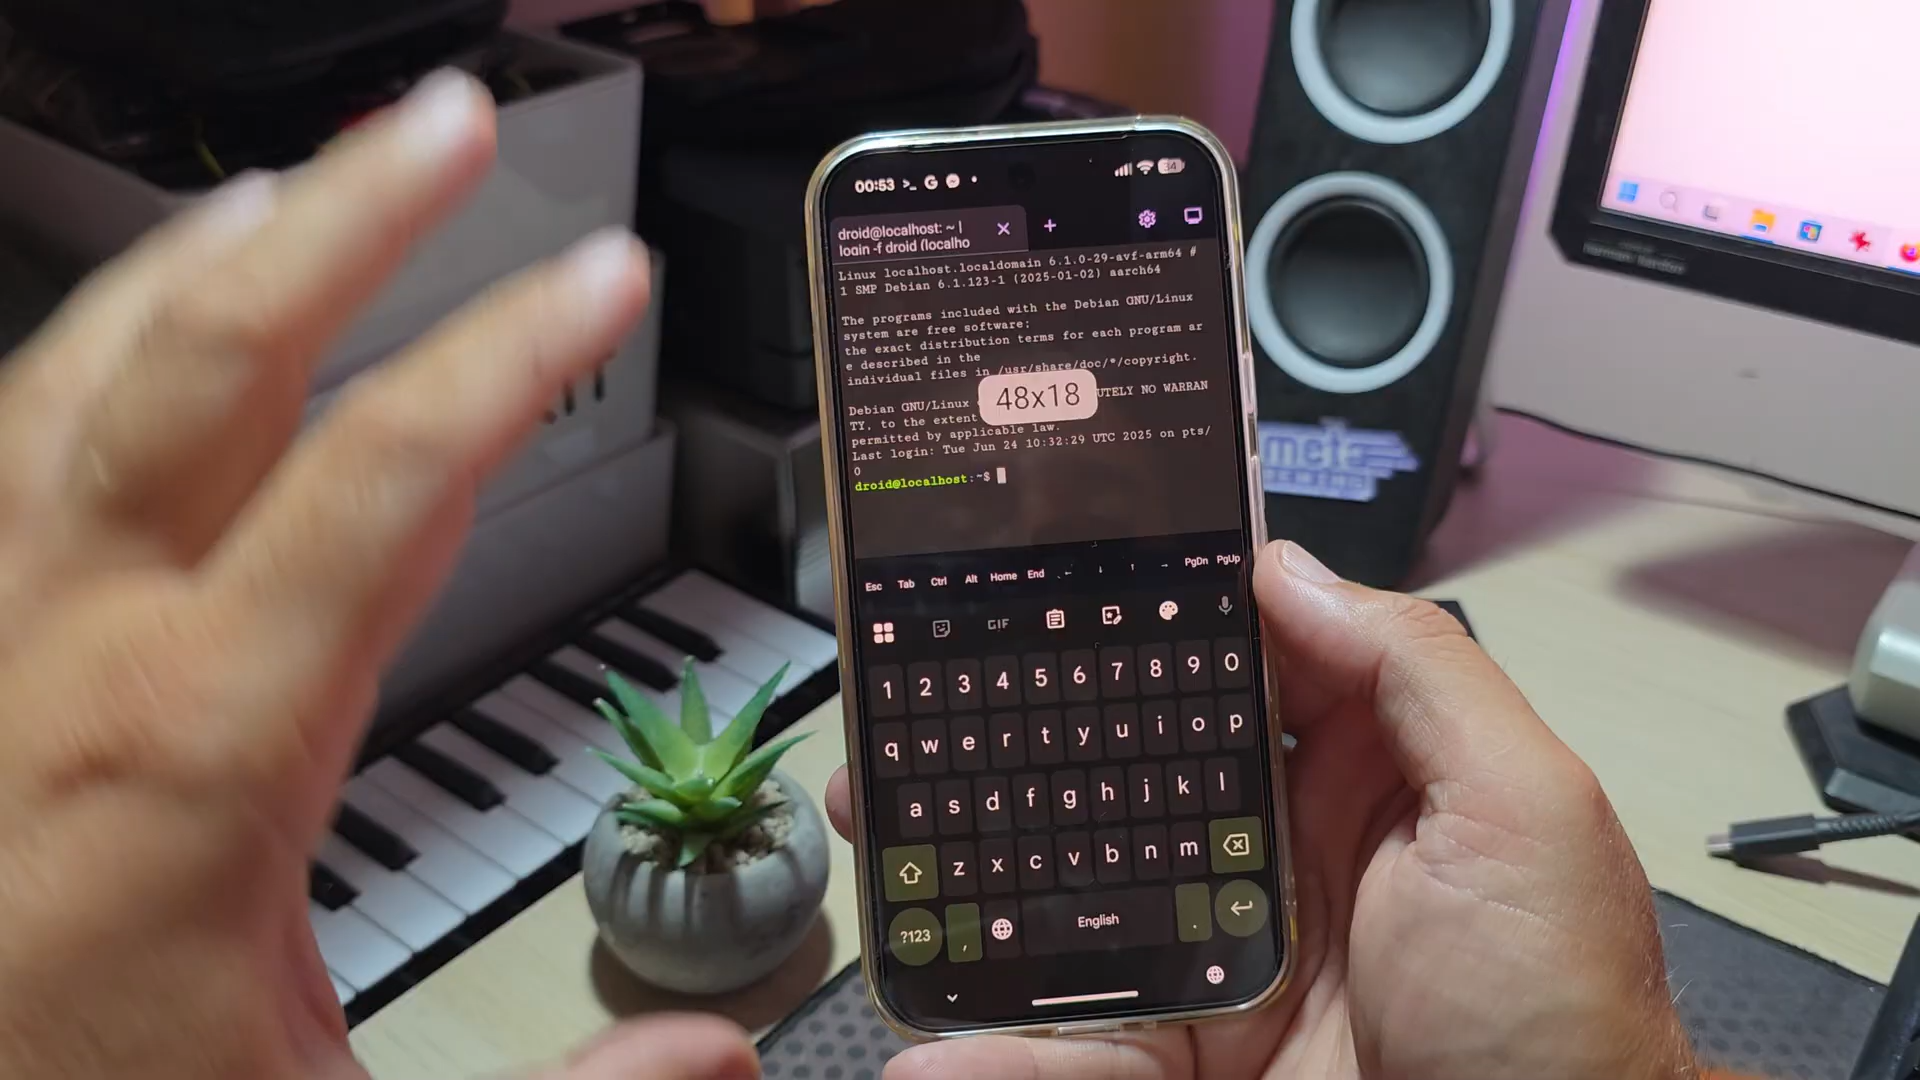 00:53 >_ G 34
droid@localhost: ~ |
login -f droid (localho
Linux localhost.localdomain 6.1.0-29-avf-arm64 #
1 SMP Debian 6.1.123-1 (2025-01-02) aarch64
The programs included with the Debian GNU/Linux
system are free software;
the exact distribution terms for each program ar
e described in the
individual files in /usr/share/doc/*/copyright.
Debian GNU/Linux UTELY NO WARRAN
TY, to the extent
permitted by applicable law.
Last login: Tue Jun 24 10:32:29 UTC 2025 on pts/
0
droid@localhost:~$
48x18
Esc Tab Ctrl Alt Home End ← ↓ ↑ → PgDn PgUp
GIF
1 2 3 4 5 6 7 8 9 0
q w e r t y u i o p
a s d f g h j k l
z x c v b n m
?123 , English .
harman/kardon